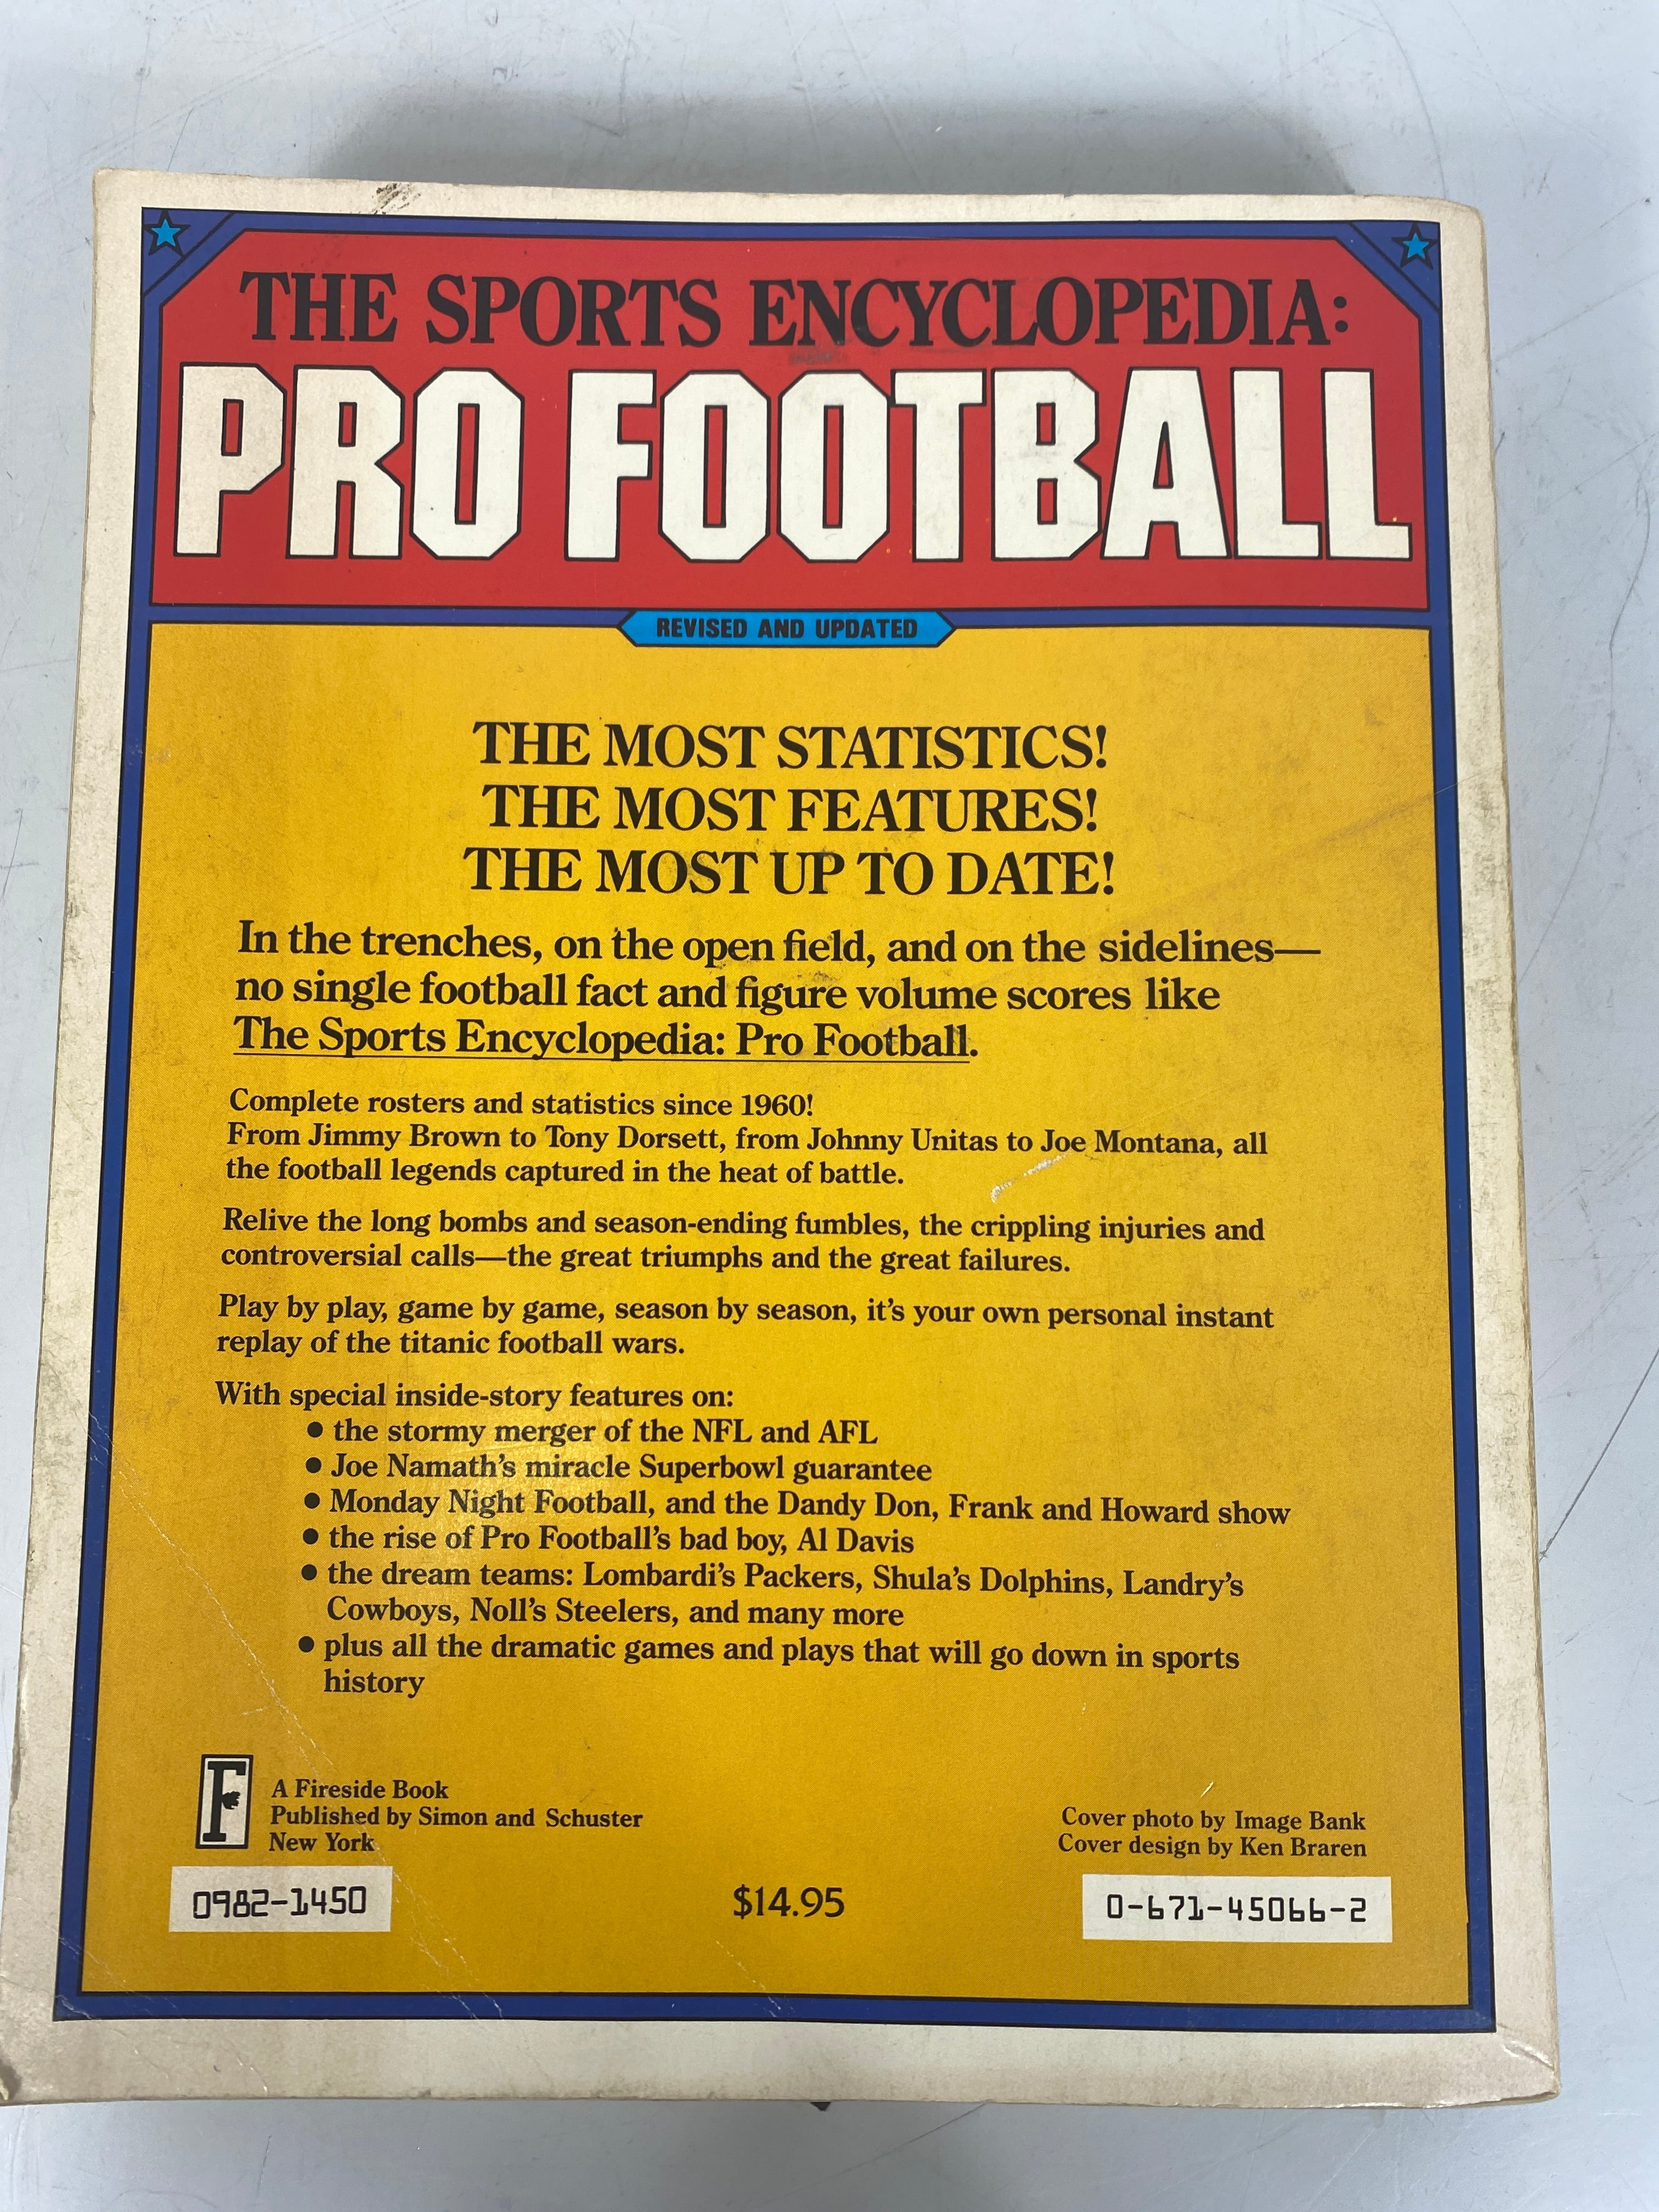 THE SPORTS ENCYCLOPEDIA:
PRO FOOTBALL
REVISED AND UPDATED
THE MOST STATISTICS!
THE MOST FEATURES!
THE MOST UP TO DATE!
In the trenches, on the open field, and on the sidelines—
no single football fact and figure volume scores like
The Sports Encyclopedia: Pro Football.
Complete rosters and statistics since 1960!
From Jimmy Brown to Tony Dorsett, from Johnny Unitas to Joe Montana, all
the football legends captured in the heat of battle.
Relive the long bombs and season-ending fumbles, the crippling injuries and
controversial calls—the great triumphs and the great failures.
Play by play, game by game, season by season, it's your own personal instant
replay of the titanic football wars.
With special inside-story features on:
● the stormy merger of the NFL and AFL
● Joe Namath's miracle Superbowl guarantee
● Monday Night Football, and the Dandy Don, Frank and Howard show
● the rise of Pro Football's bad boy, Al Davis
● the dream teams: Lombardi's Packers, Shula's Dolphins, Landry's
Cowboys, Noll's Steelers, and many more
● plus all the dramatic games and plays that will go down in sports
history
F
A Fireside Book
Published by Simon and Schuster
New York
Cover photo by Image Bank
Cover design by Ken Braren
0982-1450
$14.95
0-671-45066-2